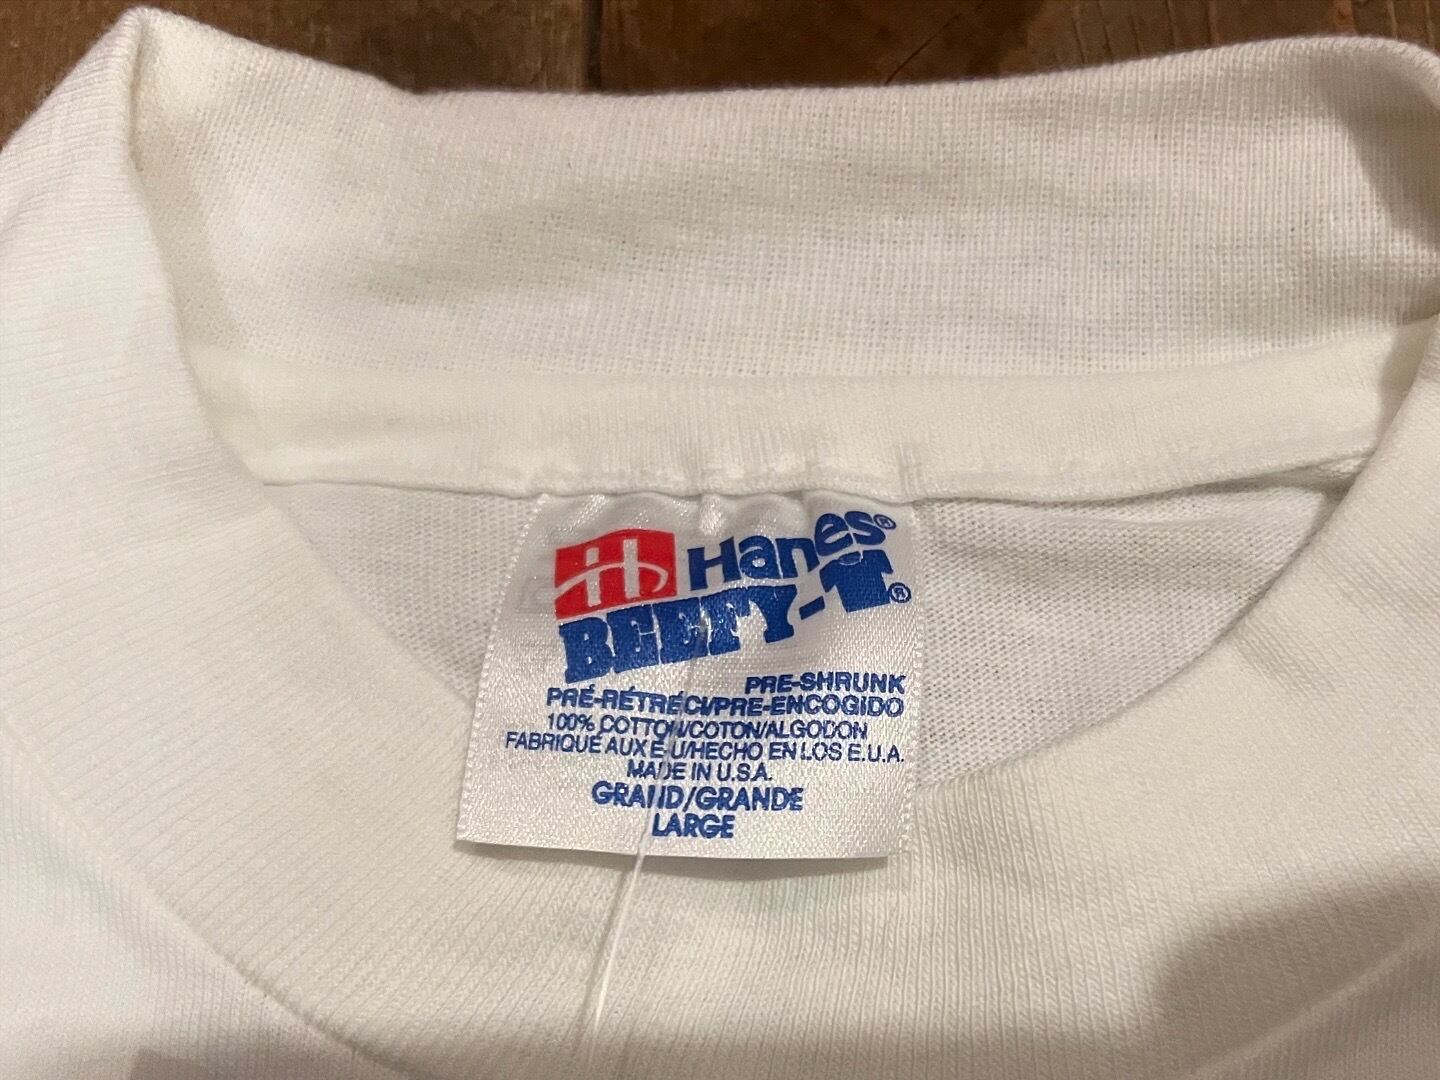 H Hanes®
BEEFY-T®
PRE-SHRUNK
PRÉ-RÉTRÉCI/PRE-ENCOGIDO
100% COTTON/COTON/ALGODON
FABRIQUÉ AUX É-U/HECHO EN LOS E.U.A.
MADE IN U.S.A.
GRAND/GRANDE
LARGE